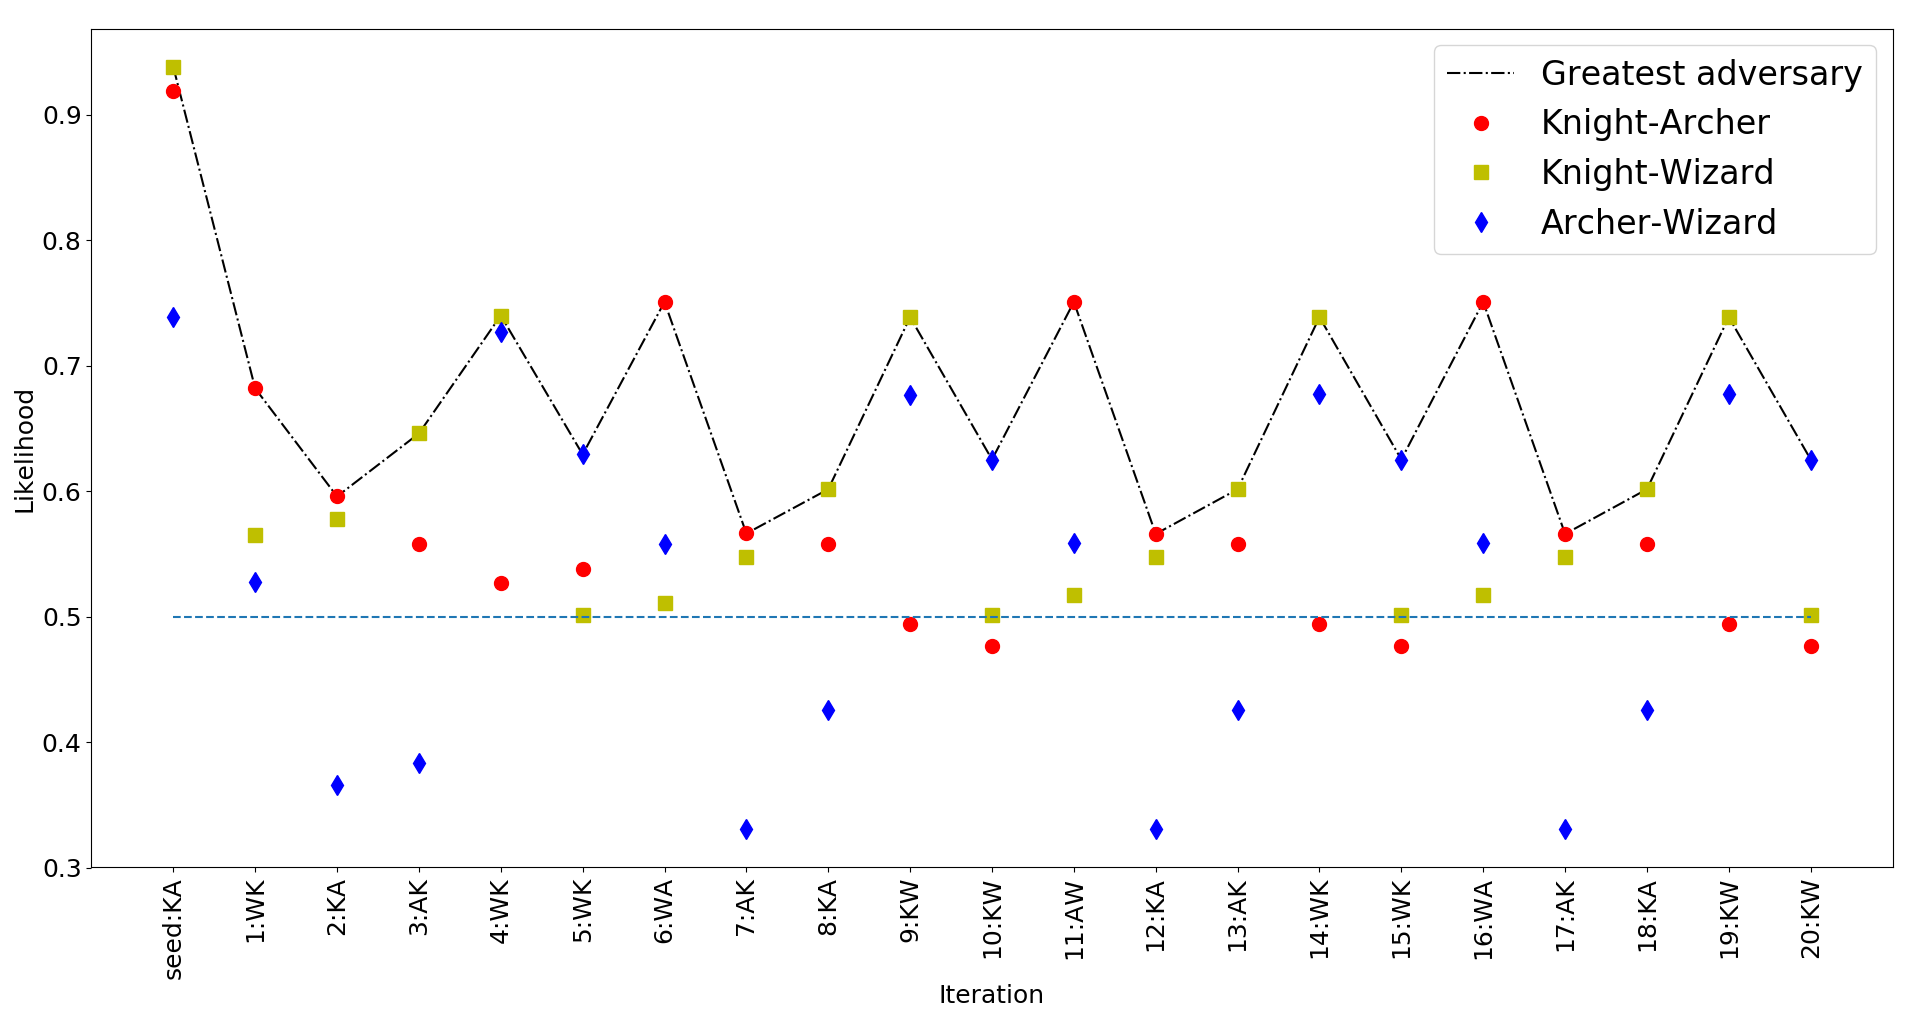 Greatest adversary
Knight-Archer
Knight-Wizard
Archer-Wizard
Likelihood
0.9
0.8
0.7
0.6
0.5
0.4
0.3
seed:KA
1:WK
2:KA
3:AK
4:WK
5:WK
6:WA
7:AK
8:KA
9:KW
10:KW
11:AW
12:KA
13:AK
14:WK
15:WK
16:WA
17:AK
18:KA
19:KW
20:KW
Iteration